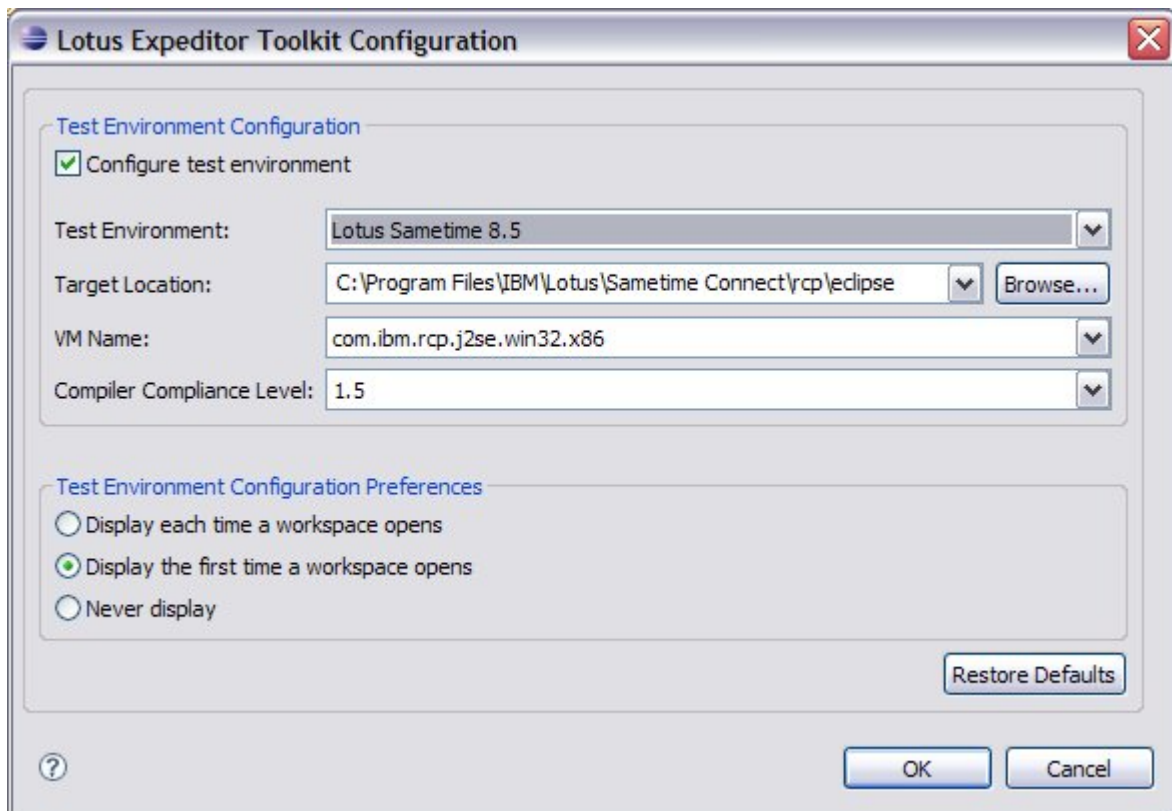 Lotus Expeditor Toolkit Configuration
Test Environment Configuration
Configure test environment
Test Environment: Lotus Sametime 8.5
Target Location: C:\Program Files\IBM\Lotus\Sametime Connect\rcp\eclipse Browse...
VM Name: com.ibm.rcp.j2se.win32.x86
Compiler Compliance Level: 1.5
Test Environment Configuration Preferences
Display each time a workspace opens
Display the first time a workspace opens
Never display
Restore Defaults
? OK Cancel